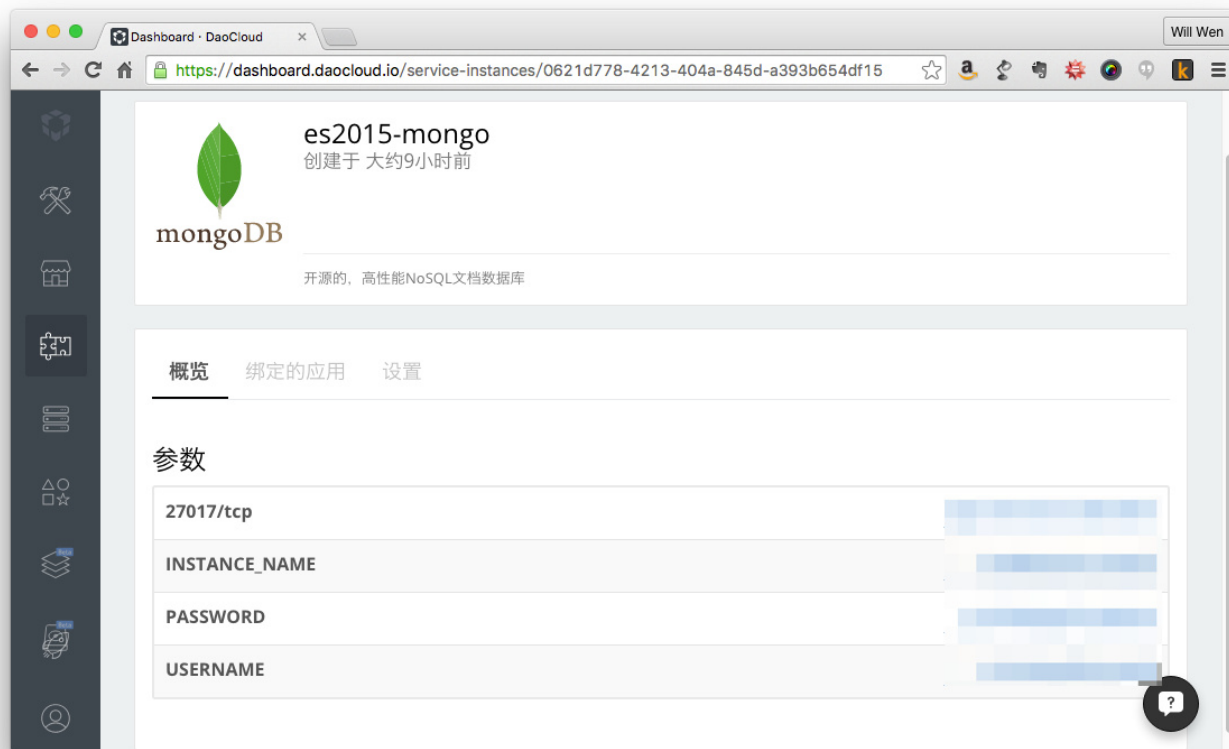 Dashboard · DaoCloud
Will Wen
https://dashboard.daocloud.io/service-instances/0621d778-4213-404a-845d-a393b654df15
es2015-mongo
创建于 大约9小时前
mongoDB
开源的，高性能NoSQL文档数据库
概览 绑定的应用 设置
参数
27017/tcp
INSTANCE_NAME
PASSWORD
USERNAME
Beta
Beta